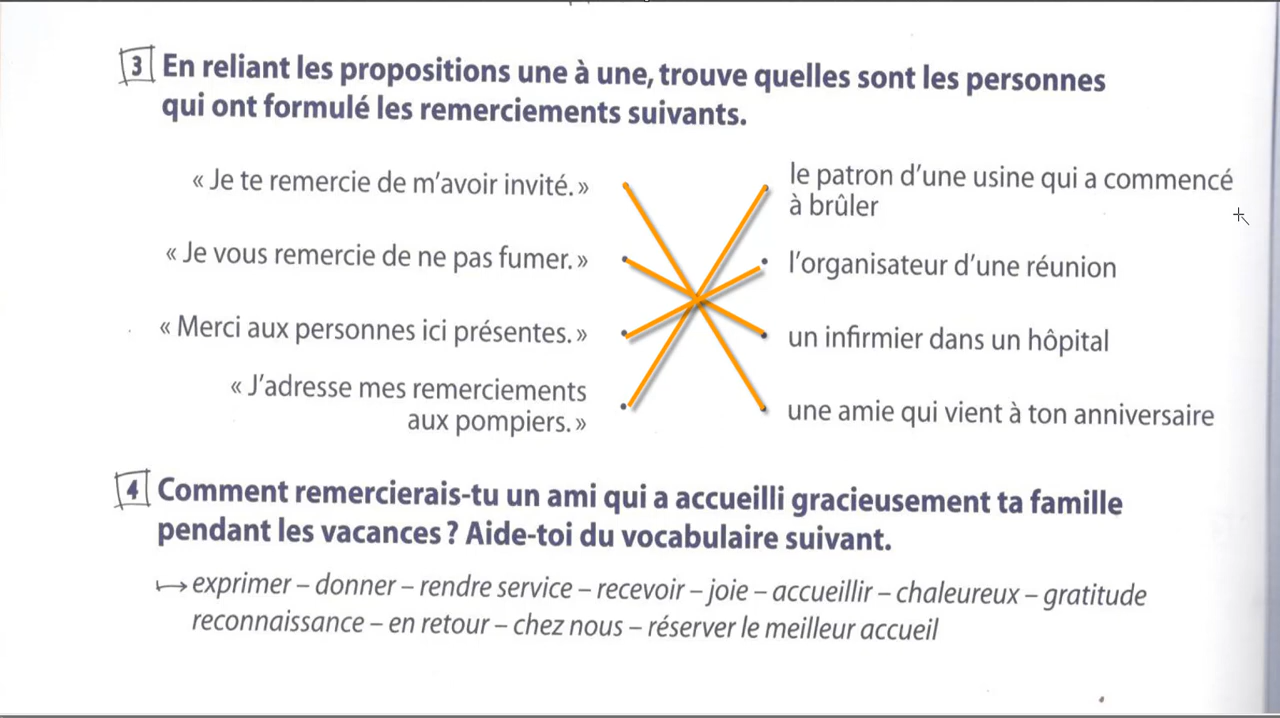 3 En reliant les propositions une à une, trouve quelles sont les personnes
qui ont formulé les remerciements suivants.
« Je te remercie de m’avoir invité. »
« Je vous remercie de ne pas fumer. »
« Merci aux personnes ici présentes. »
« J’adresse mes remerciements
aux pompiers. »
le patron d’une usine qui a commencé
à brûler
l’organisateur d’une réunion
un infirmier dans un hôpital
une amie qui vient à ton anniversaire
4 Comment remercierais-tu un ami qui a accueilli gracieusement ta famille
pendant les vacances ? Aide-toi du vocabulaire suivant.
↦ exprimer – donner – rendre service – recevoir – joie – accueillir – chaleureux – gratitude
reconnaissance – en retour – chez nous – réserver le meilleur accueil